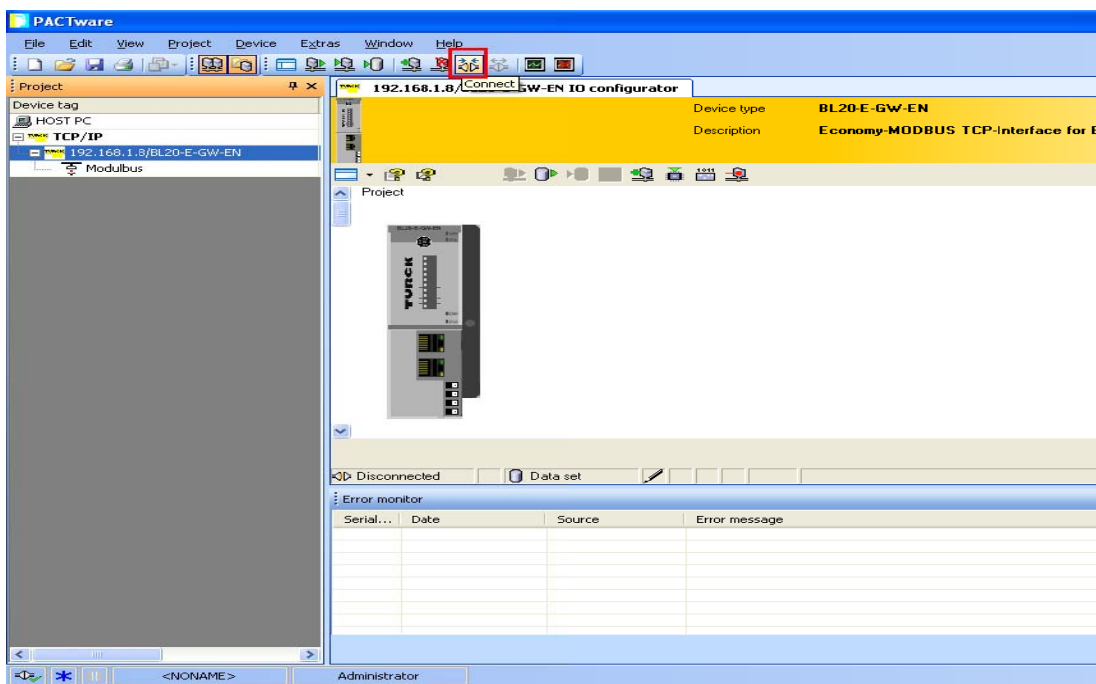 PACTware
File Edit View Project Device Extras Window Help
Connect
Project
Device tag
HOST PC
TCP/IP
192.168.1.8/BL20-E-GW-EN
Modulbus
192.168.1.8/ GW-EN IO configurator
Device type BL20-E-GW-EN
Description Economy-MODBUS TCP-Interface for
Project
BL20-E-GW-EN
TURCK
Disconnected Data set
Error monitor
Serial... Date Source Error message
<NONAME> Administrator